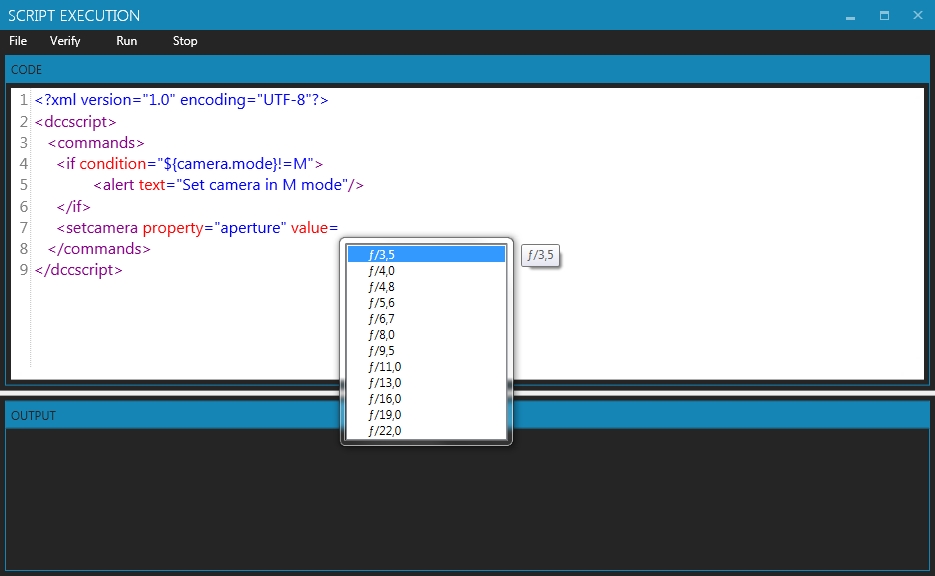 SCRIPT EXECUTION
File Verify Run Stop
CODE
1 <?xml version="1.0" encoding="UTF-8"?>
2 <dccscript>
3 <commands>
4 <if condition="${camera.mode}!=M">
5 <alert text="Set camera in M mode"/>
6 </if>
7 <setcamera property="aperture" value=
8 </commands>
9 </dccscript>
ƒ/3,5 ƒ/3,5
ƒ/4,0
ƒ/4,8
ƒ/5,6
ƒ/6,7
ƒ/8,0
ƒ/9,5
ƒ/11,0
ƒ/13,0
ƒ/16,0
ƒ/19,0
ƒ/22,0
OUTPUT